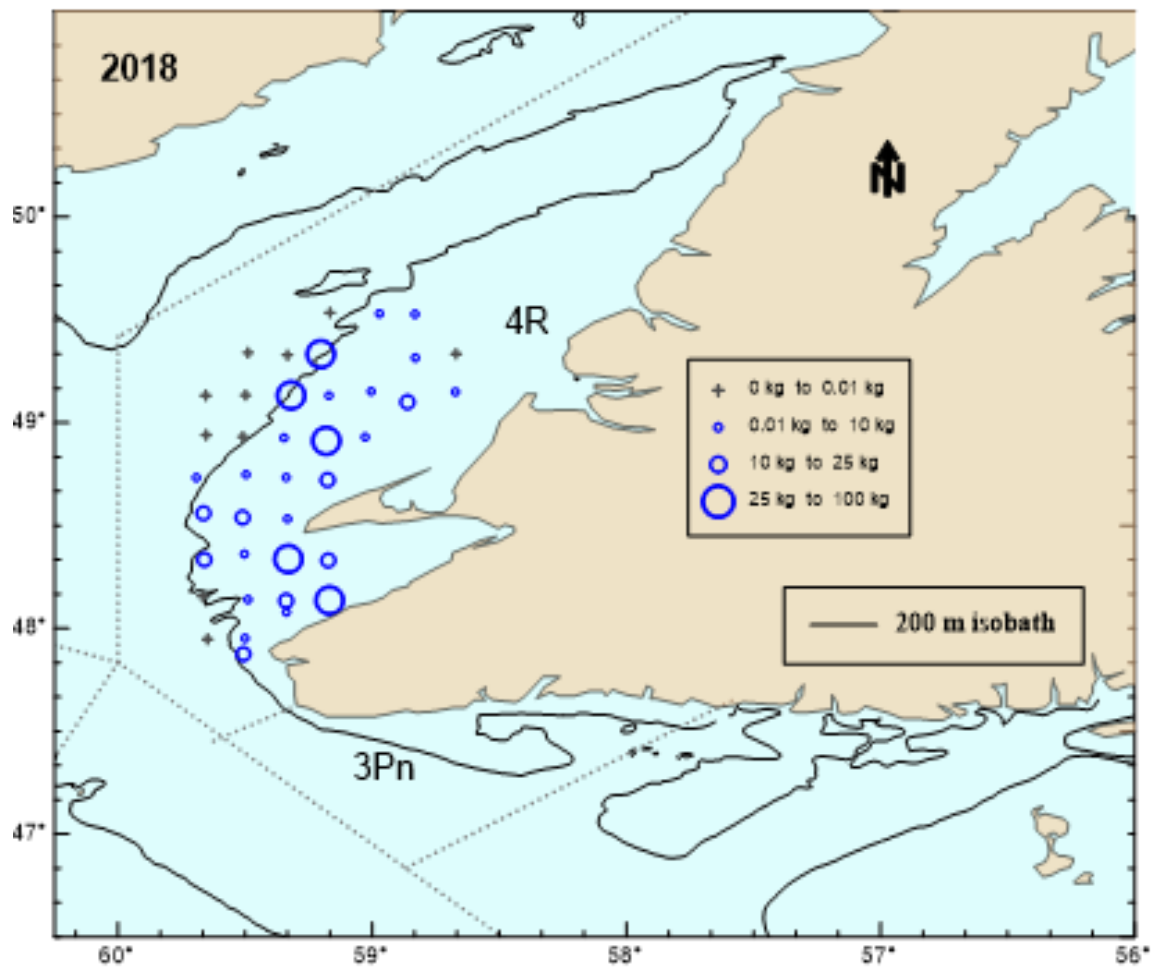 2018
N
50°
4R
0 kg to 0.01 kg
49°
0.01 kg to 10 kg
10 kg to 25 kg
25 kg to 100 kg
48°
200 m isobath
3Pn
47°
60° 59° 58° 57° 56°